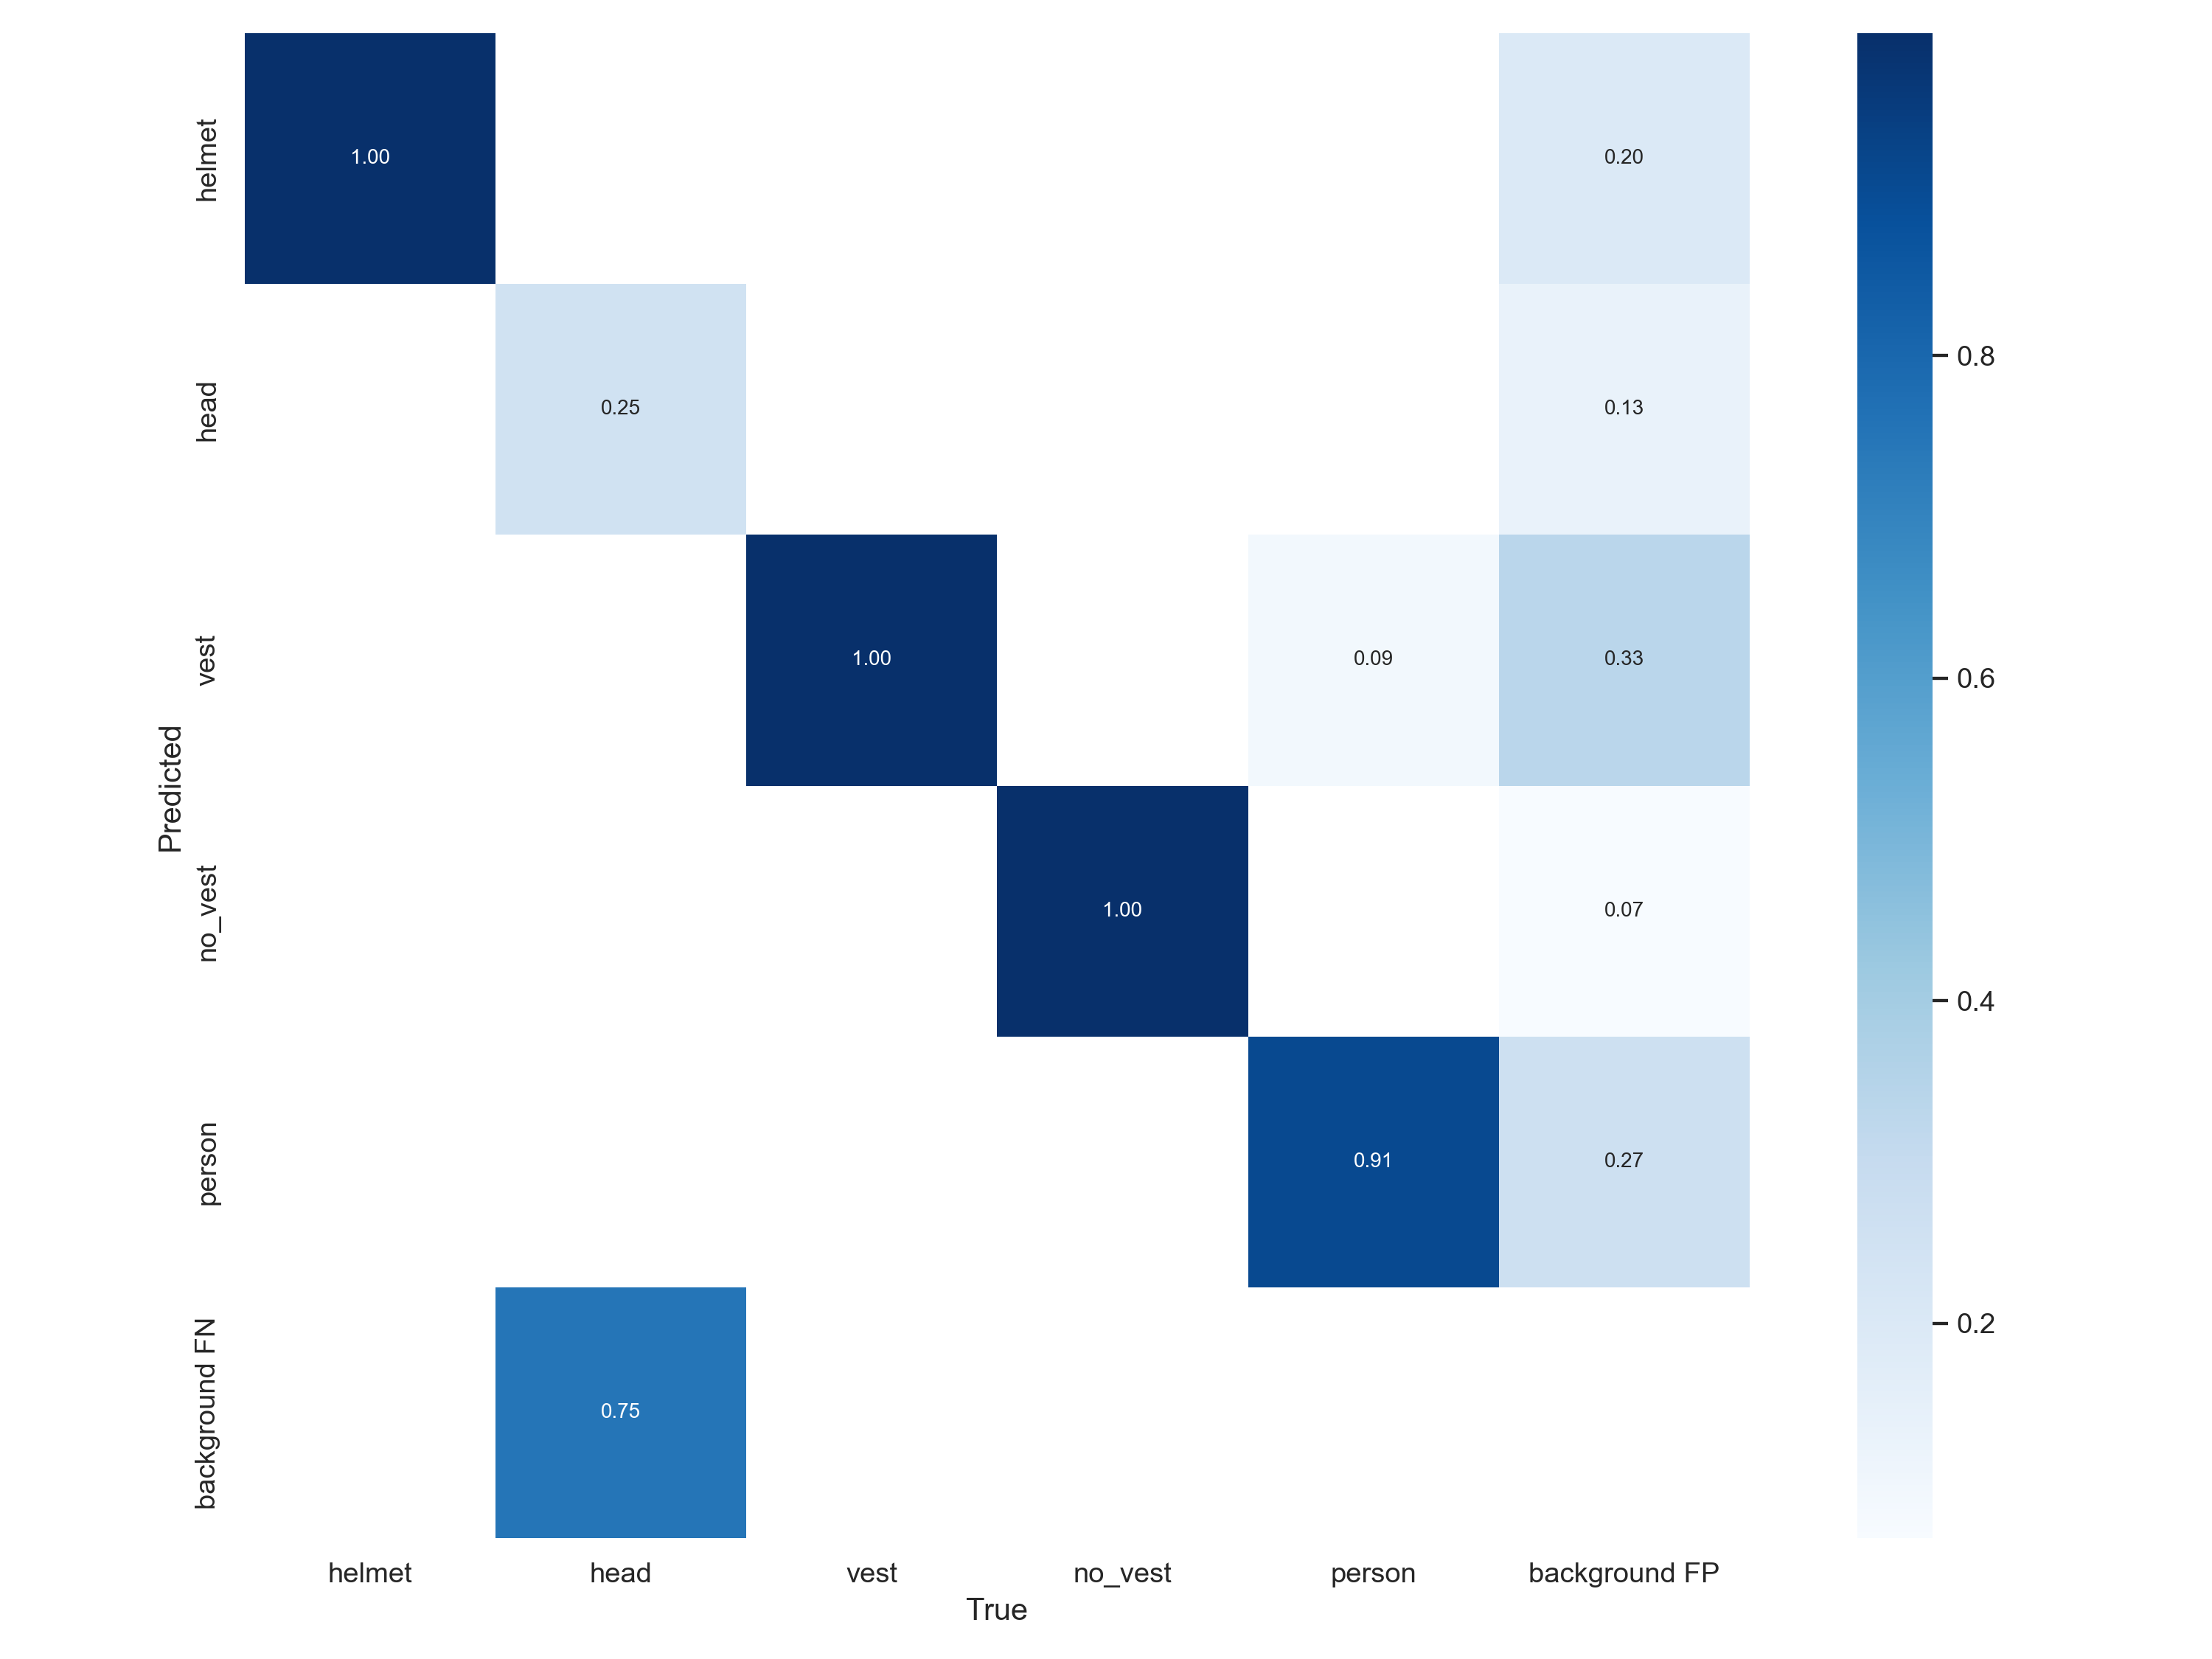 helmet
1.00
0.20
head
0.25
0.13
0.8
vest
1.00
0.09
0.33
0.6
Predicted
no_vest
1.00
0.07
0.4
person
0.91
0.27
0.2
background FN
0.75
helmet head vest no_vest person background FP
True